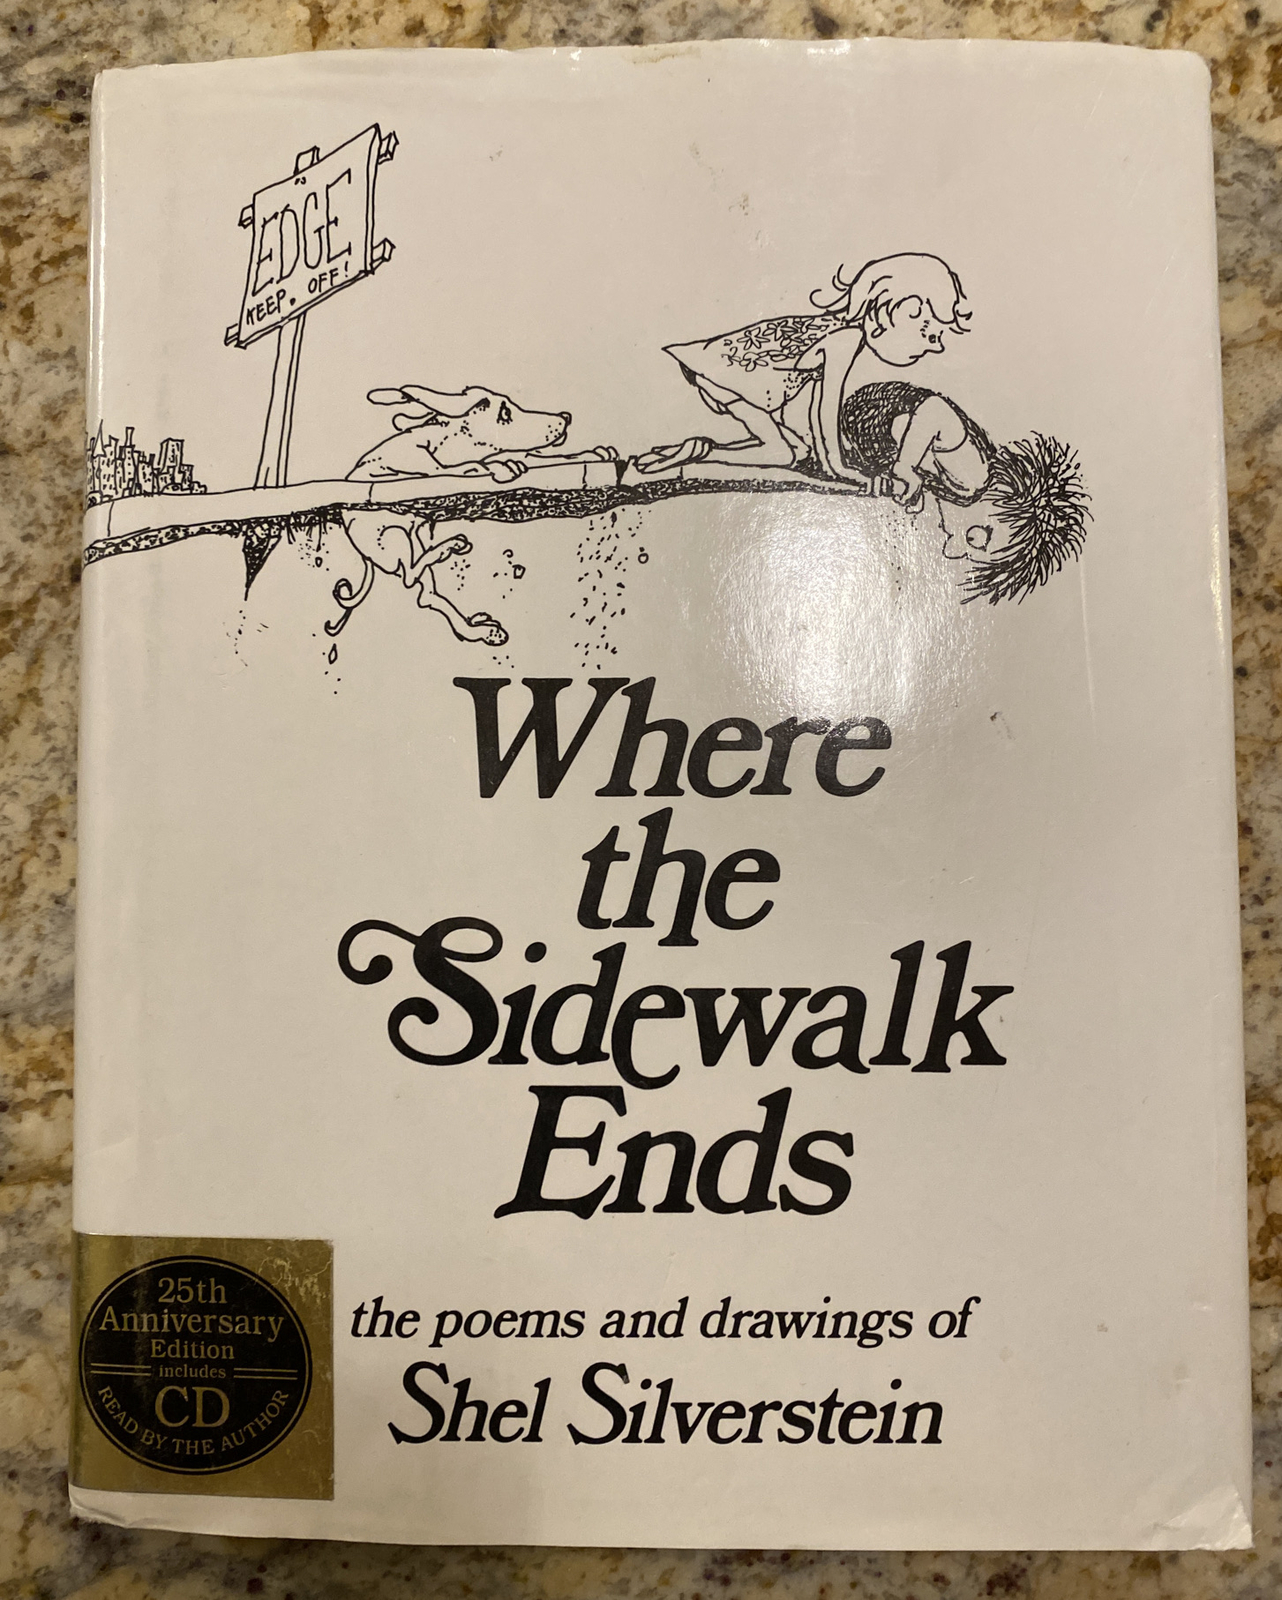 EDGE
KEEP. OFF!
Where
the
Sidewalk
Ends
the poems and drawings of
Shel Silverstein
25th
Anniversary
Edition
includes
CD
READ BY THE AUTHOR